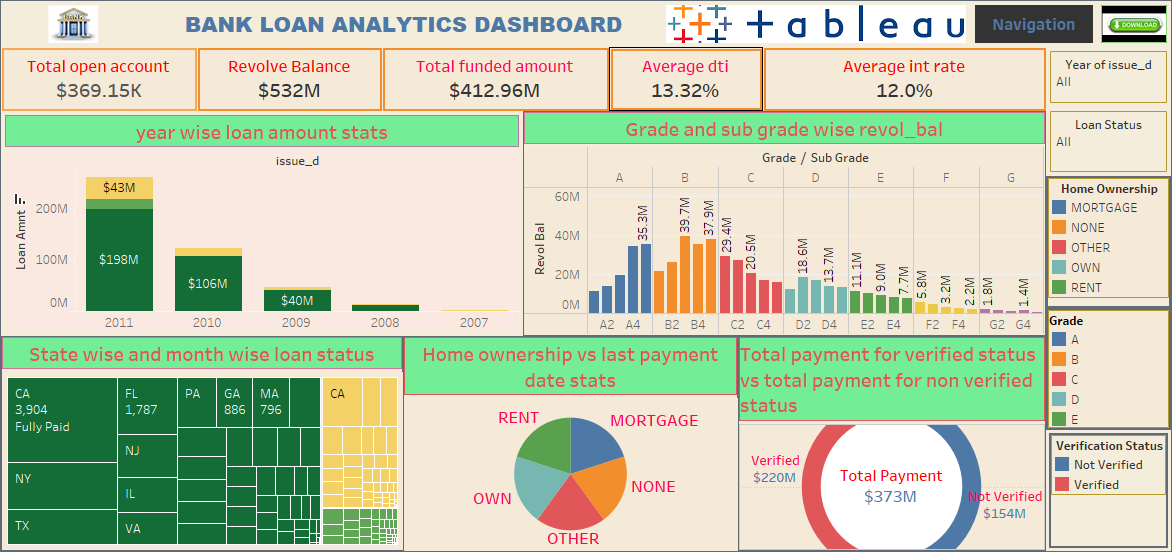 BANK
BANK LOAN ANALYTICS DASHBOARD
+ a b l e a u
Navigation
DOWNLOAD
Total open account
$369.15K
Revolve Balance
$532M
Total funded amount
$412.96M
Average dti
13.32%
Average int rate
12.0%
Year of issue_d
All
Loan Status
All
year wise loan amount stats
issue_d
Loan Amnt
200M
100M
0M
$43M
$198M
$106M
$40M
2011
2010
2009
2008
2007
Grade and sub grade wise revol_bal
Grade / Sub Grade
A
B
C
D
E
F
G
Revol Bal
60M
40M
20M
0M
35.3M
39.7M
37.9M
29.4M
20.5M
18.6M
13.7M
11.1M
9.0M
7.7M
5.8M
3.2M
2.2M
1.8M
1.4M
A2
A4
B2
B4
C2
C4
D2
D4
E2
E4
F2
F4
G2
G4
Home Ownership
MORTGAGE
NONE
OTHER
OWN
RENT
Grade
A
B
C
D
E
Verification Status
Not Verified
Verified
State wise and month wise loan status
CA
3,904
Fully Paid
NY
TX
FL
1,787
NJ
IL
VA
PA
GA
886
MA
796
CA
Home ownership vs last payment
date stats
RENT
MORTGAGE
OWN
NONE
OTHER
Total payment for verified status
vs total payment for non verified
status
Verified
$220M
Total Payment
$373M
Not Verified
$154M